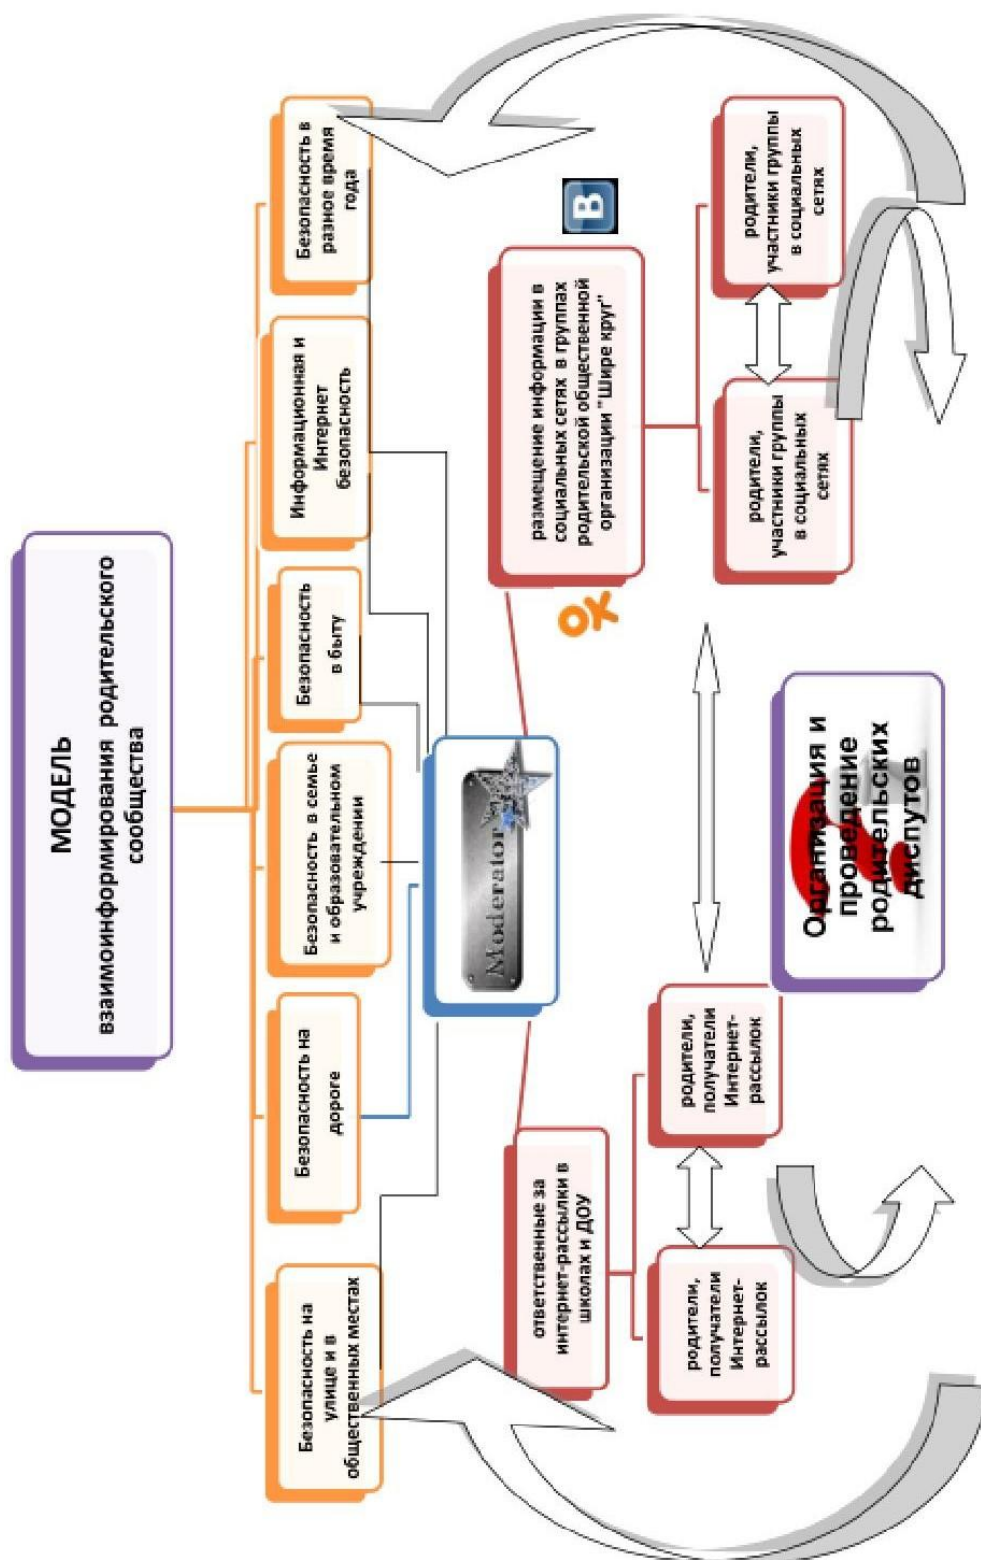 МОДЕЛЬ
взаимоинформирования родительского
сообщества
Безопасность на
улице и в
общественных местах
Безопасность на
дороге
Безопасность в семье
и образовательном
учреждении
Безопасность
в быту
Информационная и
Интернет
безопасность
Безопасность в
разное время
года
Moderator
ответственные за
интернет-рассылки в
школах и ДОУ
размещение информации в
социальных сетях в группах
родительской общественной
организации "Шире круг"
В
родители,
получатели
Интернет-
рассылок
родители,
получатели
Интернет-
рассылок
родители,
участники группы
в социальных
сетях
родители,
участники группы
в социальных
сетях
Организация и
проведение
родительских
диспутов